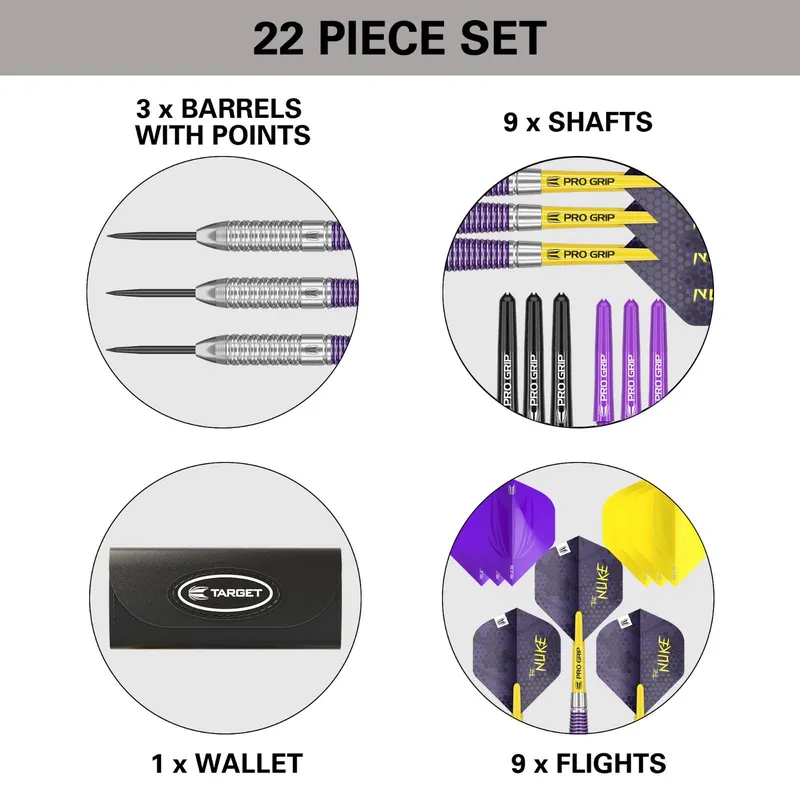 22 PIECE SET
3 x BARRELS
WITH POINTS
9 x SHAFTS
PRO GRIP
PRO GRIP
PRO GRIP
PRO GRIP
PRO GRIP
PRO GRIP
PRO GRIP
PRO GRIP
PRO GRIP
TARGET
THE NUKE
THE NUKE
THE NUKE
PRO GRIP
1 x WALLET
9 x FLIGHTS